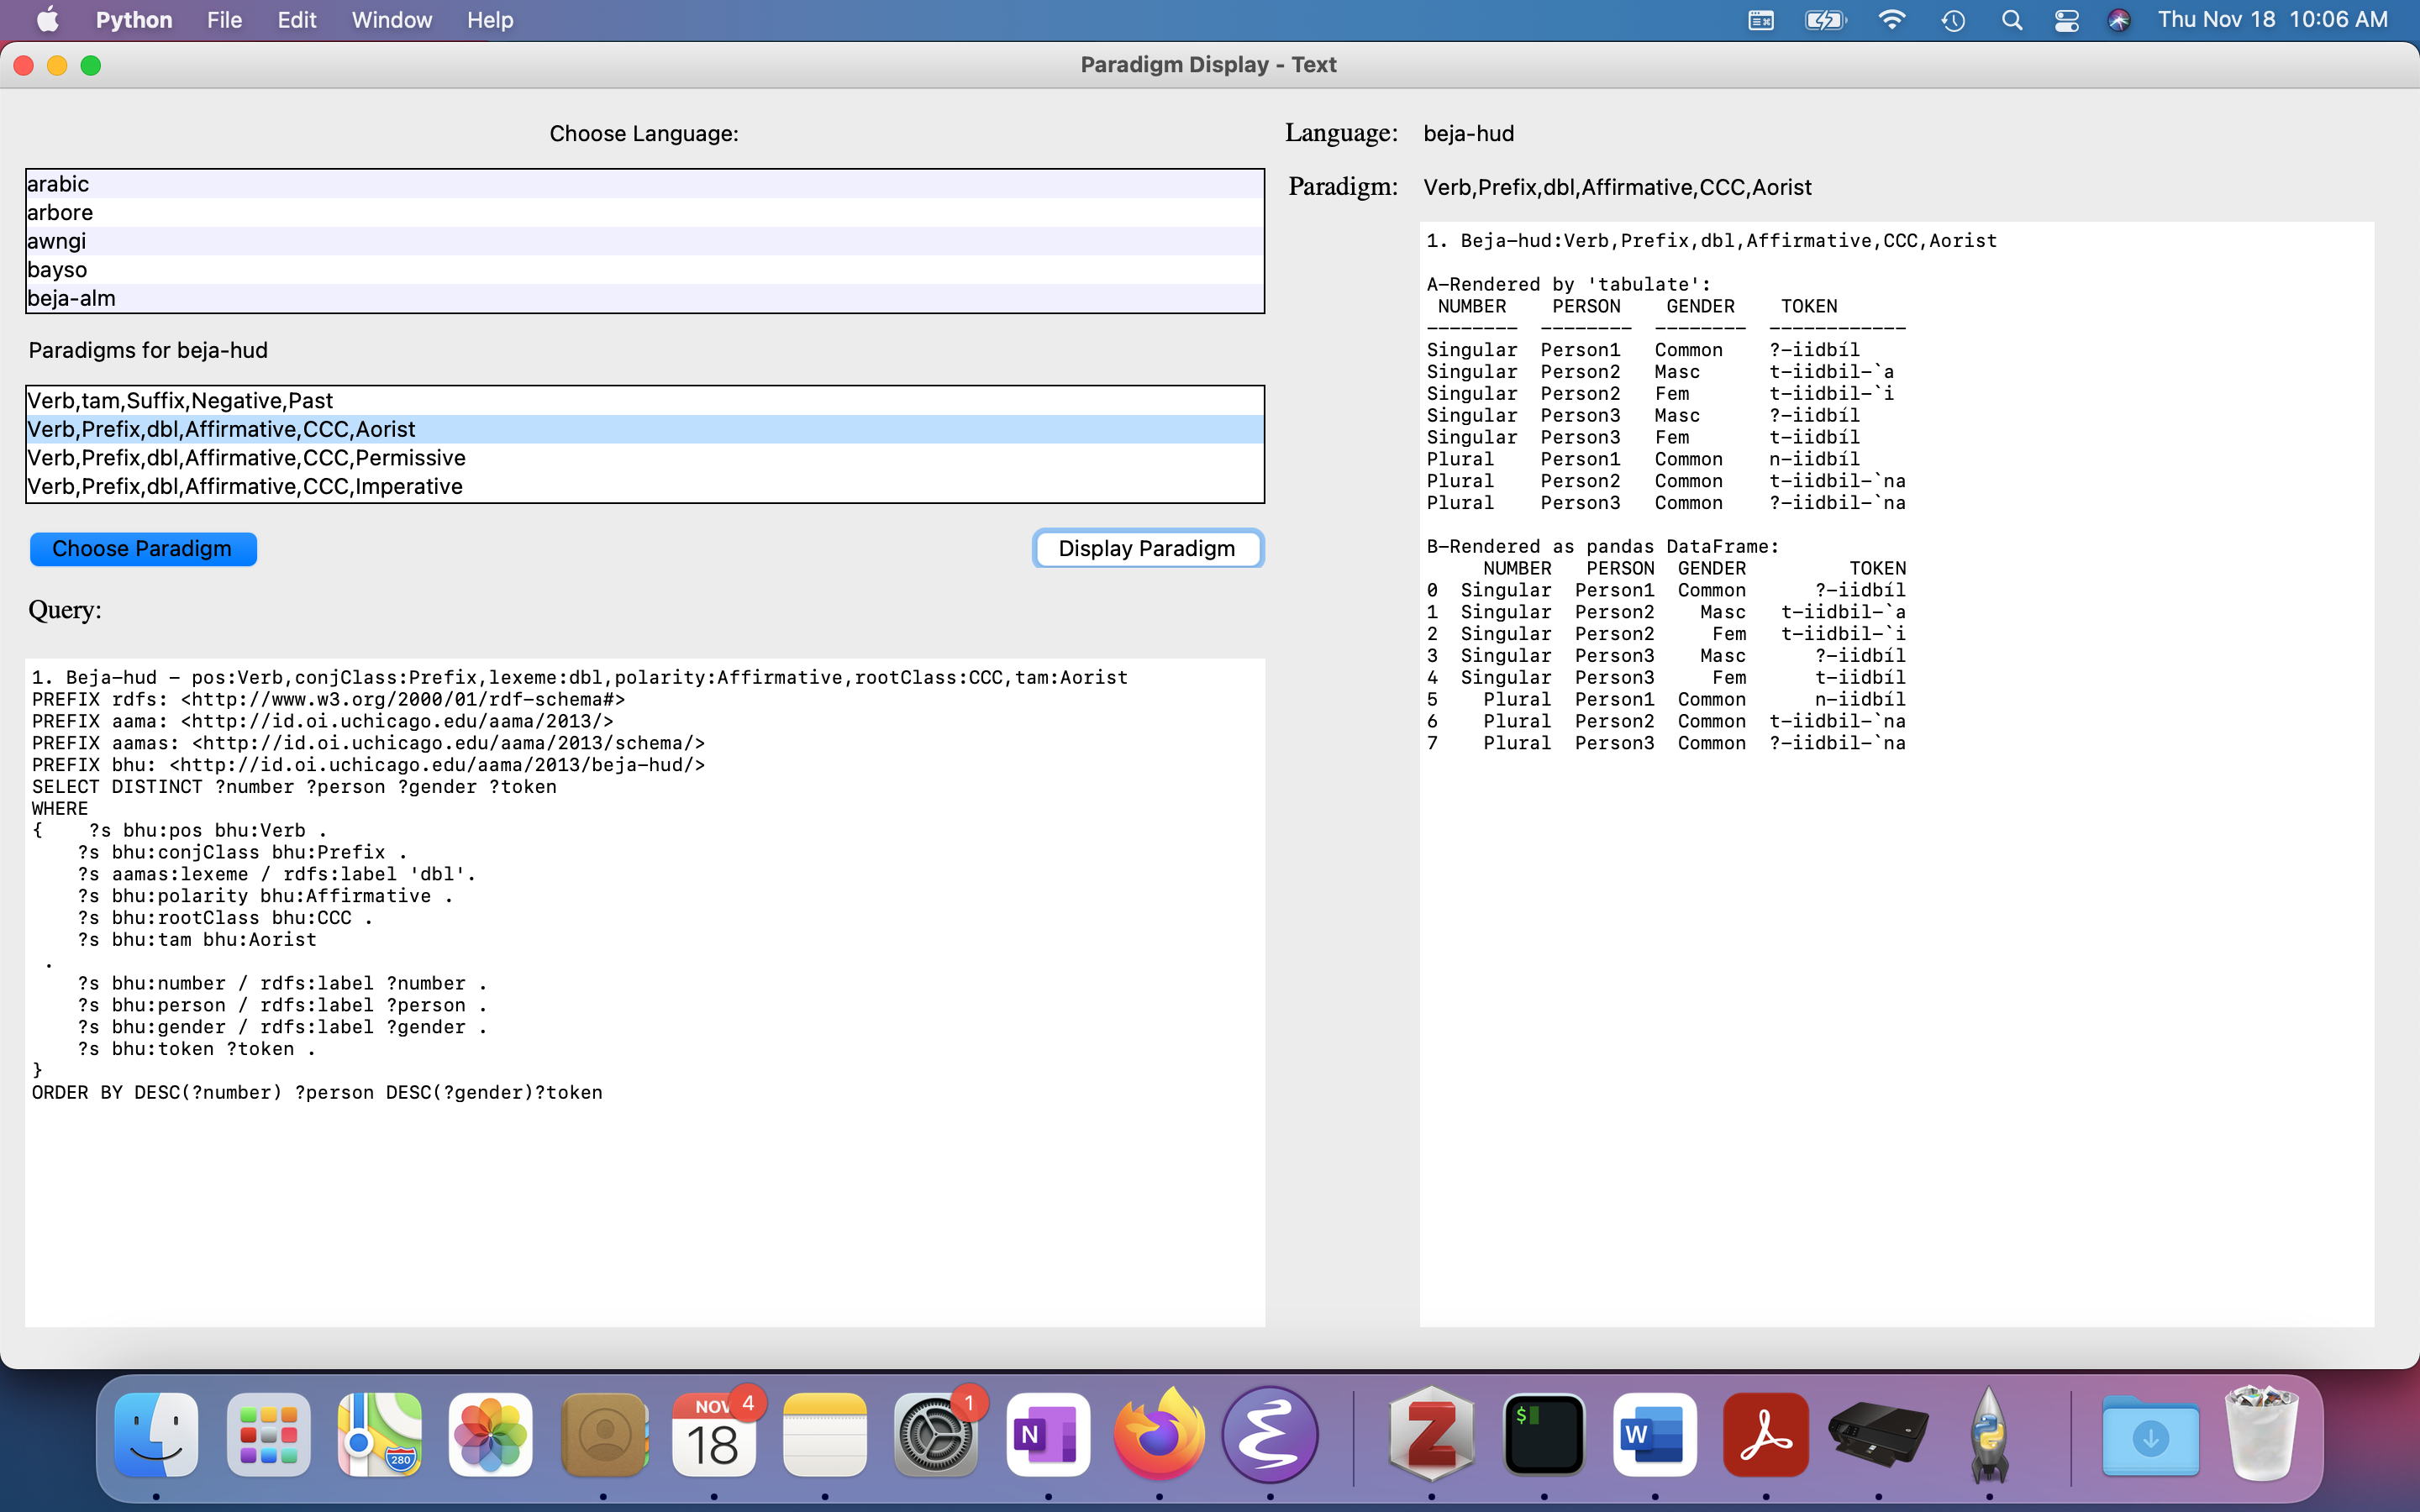 Python File Edit Window Help Thu Nov 18 10:06 AM
Paradigm Display - Text
Choose Language:
arabic
arbore
awngi
bayso
beja-alm
Paradigms for beja-hud
Verb,tam,Suffix,Negative,Past
Verb,Prefix,dbl,Affirmative,CCC,Aorist
Verb,Prefix,dbl,Affirmative,CCC,Permissive
Verb,Prefix,dbl,Affirmative,CCC,Imperative
Choose Paradigm Display Paradigm
Query:
1. Beja-hud - pos:Verb,conjClass:Prefix,lexeme:dbl,polarity:Affirmative,rootClass:CCC,tam:Aorist
PREFIX rdfs: <http://www.w3.org/2000/01/rdf-schema#>
PREFIX aama: <http://id.oi.uchicago.edu/aama/2013/>
PREFIX aamas: <http://id.oi.uchicago.edu/aama/2013/schema/>
PREFIX bhu: <http://id.oi.uchicago.edu/aama/2013/beja-hud/>
SELECT DISTINCT ?number ?person ?gender ?token
WHERE
{    ?s bhu:pos bhu:Verb .
    ?s bhu:conjClass bhu:Prefix .
    ?s aamas:lexeme / rdfs:label 'dbl'.
    ?s bhu:polarity bhu:Affirmative .
    ?s bhu:rootClass bhu:CCC .
    ?s bhu:tam bhu:Aorist
 .
    ?s bhu:number / rdfs:label ?number .
    ?s bhu:person / rdfs:label ?person .
    ?s bhu:gender / rdfs:label ?gender .
    ?s bhu:token ?token .
}
ORDER BY DESC(?number) ?person DESC(?gender)?token
Language: beja-hud
Paradigm: Verb,Prefix,dbl,Affirmative,CCC,Aorist
1. Beja-hud:Verb,Prefix,dbl,Affirmative,CCC,Aorist
A-Rendered by 'tabulate':
 NUMBER    PERSON    GENDER    TOKEN
--------  --------  --------  ------------
Singular  Person1   Common    ?-iidbíl
Singular  Person2   Masc      t-iidbil-`a
Singular  Person2   Fem       t-iidbil-`i
Singular  Person3   Masc      ?-iidbíl
Singular  Person3   Fem       t-iidbíl
Plural    Person1   Common    n-iidbíl
Plural    Person2   Common    t-iidbil-`na
Plural    Person3   Common    ?-iidbil-`na
B-Rendered as pandas DataFrame:
     NUMBER   PERSON  GENDER         TOKEN
0  Singular  Person1  Common      ?-iidbíl
1  Singular  Person2    Masc   t-iidbil-`a
2  Singular  Person2     Fem   t-iidbil-`i
3  Singular  Person3    Masc      ?-iidbíl
4  Singular  Person3     Fem      t-iidbíl
5    Plural  Person1  Common      n-iidbíl
6    Plural  Person2  Common  t-iidbil-`na
7    Plural  Person3  Common  ?-iidbil-`na
280
NOV 4
18
1
N
Z
$
W